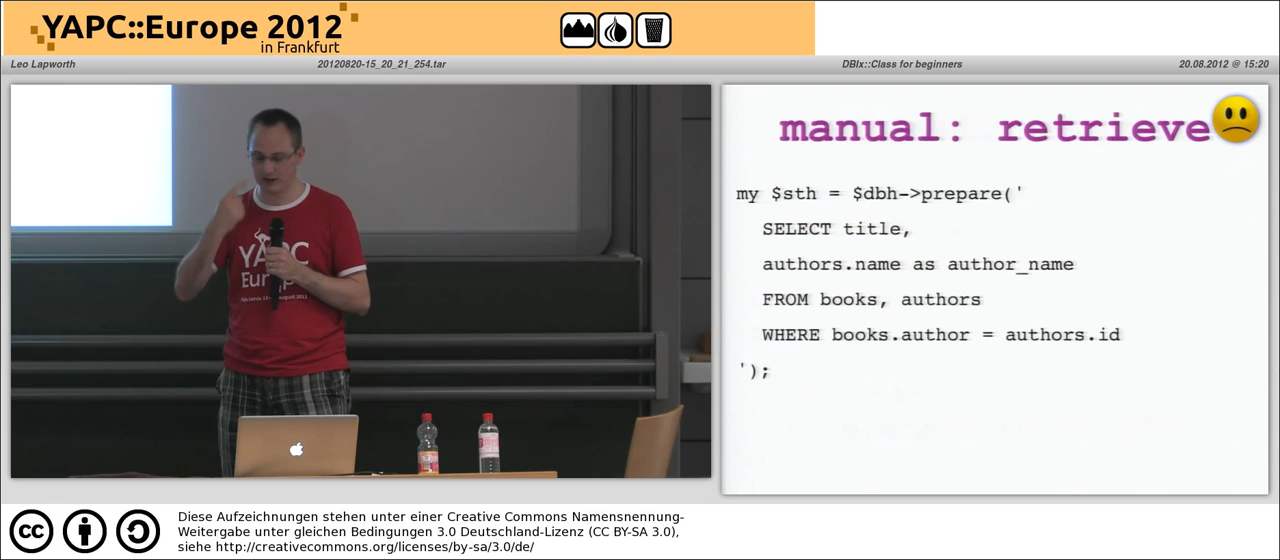 YAPC::Europe 2012
in Frankfurt
Leo Lapworth
20120820-15_20_21_254.tar
DBIx::Class for beginners
20.08.2012 @ 15:20
YAPC
Europe
manual: retrieve
my $sth = $dbh->prepare('
SELECT title,
authors.name as author_name
FROM books, authors
WHERE books.author = authors.id
');
cc
Diese Aufzeichnungen stehen unter einer Creative Commons Namensnennung-
Weitergabe unter gleichen Bedingungen 3.0 Deutschland-Lizenz (CC BY-SA 3.0),
siehe http://creativecommons.org/licenses/by-sa/3.0/de/